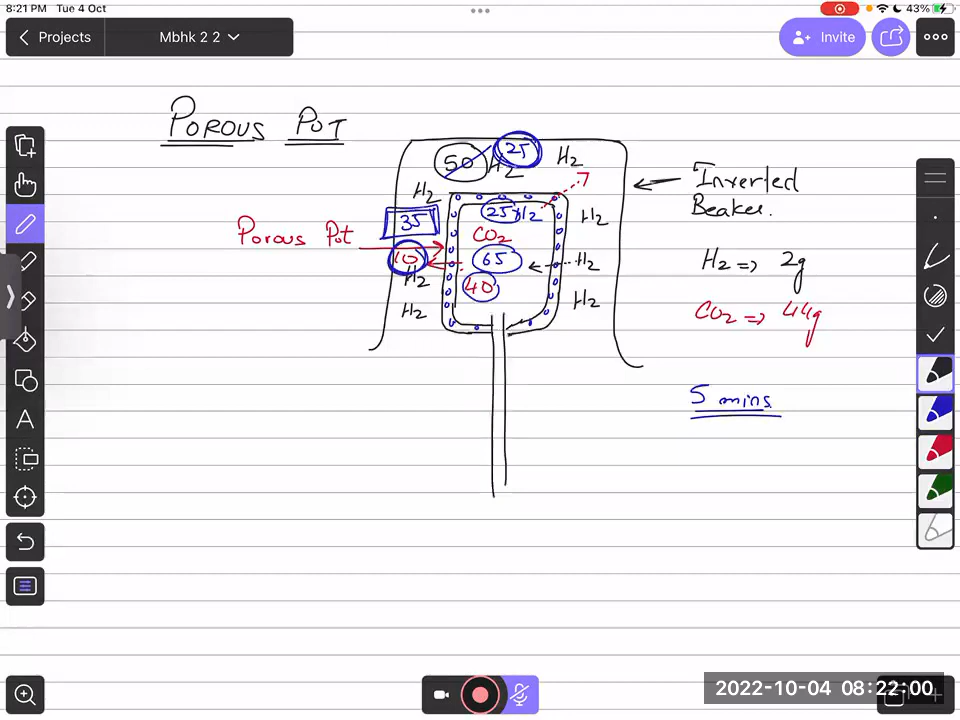 8:21 PM Tue 4 Oct
43%
Projects
Mbhk 2 2
Invite
POROUS POT
50 H2 25 H2
H2
Inverted
Beaker.
35
25 H2
H2
Porous Pot
CO2
10
65
H2
H2 => 2g
H2
40
H2
H2
CO2 => 44g
5 mins
A
2022-10-04 08:22:00